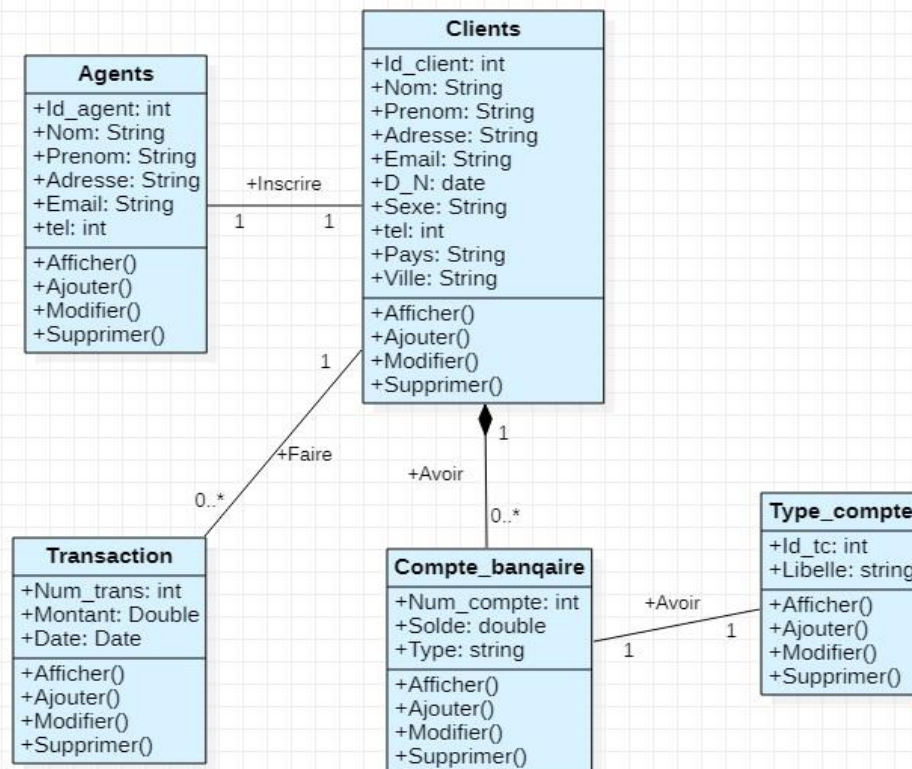 Agents
+Id_agent: int
+Nom: String
+Prenom: String
+Adresse: String
+Email: String
+tel: int
+Afficher()
+Ajouter()
+Modifier()
+Supprimer()
+Inscrire
1
1
Clients
+Id_client: int
+Nom: String
+Prenom: String
+Adresse: String
+Email: String
+D_N: date
+Sexe: String
+tel: int
+Pays: String
+Ville: String
+Afficher()
+Ajouter()
+Modifier()
+Supprimer()
1
+Faire
0..*
1
+Avoir
0..*
Transaction
+Num_trans: int
+Montant: Double
+Date: Date
+Afficher()
+Ajouter()
+Modifier()
+Supprimer()
Compte_banqaire
+Num_compte: int
+Solde: double
+Type: string
+Afficher()
+Ajouter()
+Modifier()
+Supprimer()
+Avoir
1
1
Type_compte
+Id_tc: int
+Libelle: string
+Afficher()
+Ajouter()
+Modifier()
+Supprimer()